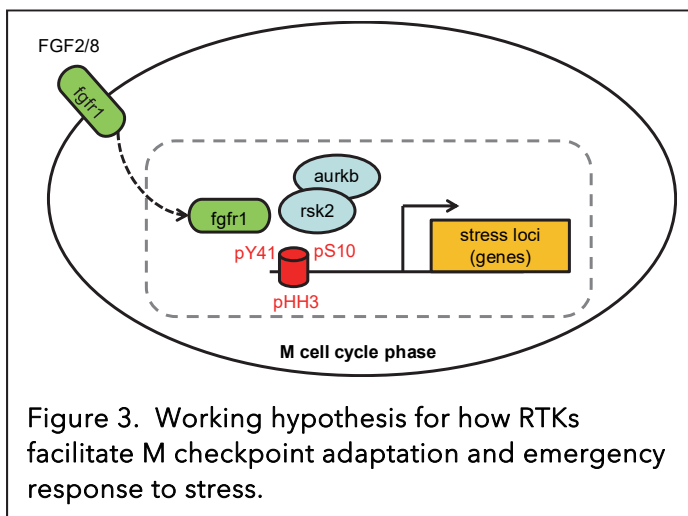 FGF2/8
fgfr1
aurkb
rsk2
fgfr1
stress loci
(genes)
pY41
pS10
pHH3
M cell cycle phase
Figure 3. Working hypothesis for how RTKs
facilitate M checkpoint adaptation and emergency
response to stress.